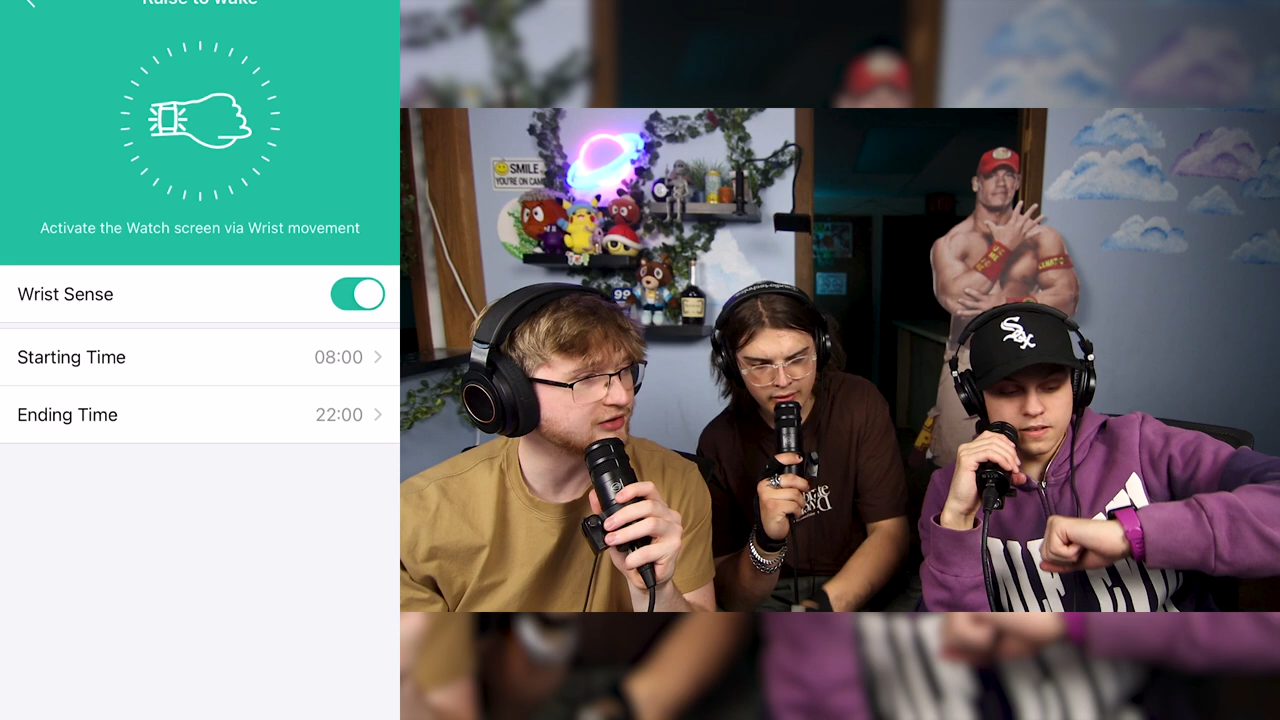 Raise to wake
Activate the Watch screen via Wrist movement
Wrist Sense
Starting Time 08:00
Ending Time 22:00
SMILE
YOU'RE ON CAM
Sox